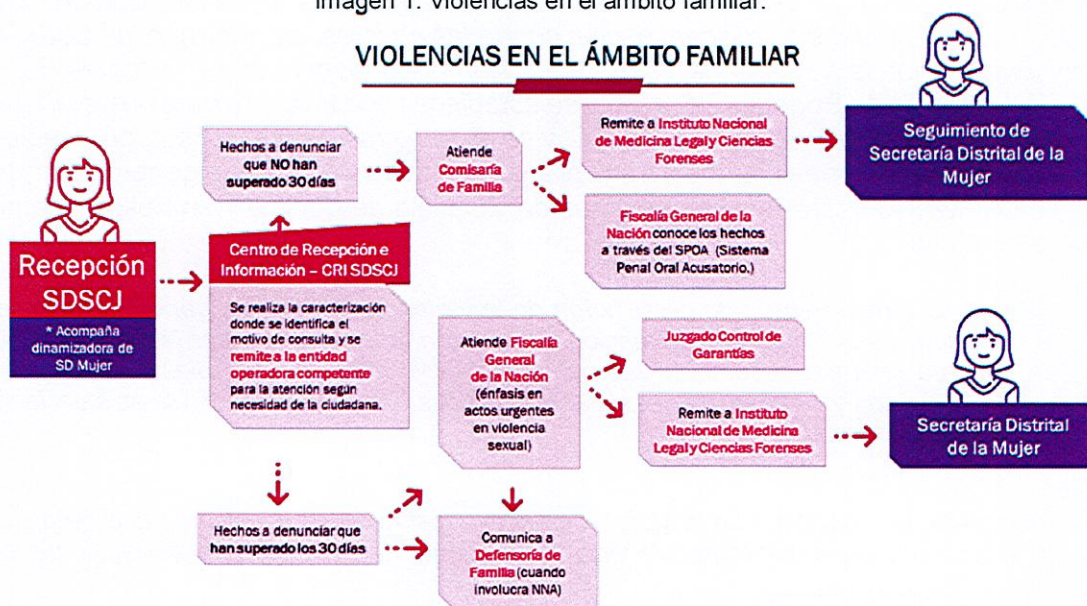 Imagen 1. Violencias en el ámbito familiar.
VIOLENCIAS EN EL ÁMBITO FAMILIAR
Recepción
SDSCJ
* Acompaña
dinamizadora de
SD Mujer
Hechos a denunciar
que NO han
superado 30 días
Centro de Recepción e
Información – CRI SDSCJ
Se realiza la caracterización
donde se identifica el
motivo de consulta y se
remite a la entidad
operadora competente
para la atención según
necesidad de la ciudadana.
Hechos a denunciar que
han superado los 30 días
Atiende
Comisaría
de Familia
Remite a Instituto Nacional
de Medicina Legal y Ciencias
Forenses
Seguimiento de
Secretaría Distrital de la
Mujer
Fiscalía General de la
Nación conoce los hechos
a través del SPOA (Sistema
Penal Oral Acusatorio.)
Atiende Fiscalía
General
de la Nación
(énfasis en
actos urgentes
en violencia
sexual)
Juzgado Control de
Garantías
Remite a Instituto
Nacional de Medicina
Legal y Ciencias Forenses
Secretaría Distrital
de la Mujer
Comunica a
Defensoría de
Familia (cuando
involucra NNA)